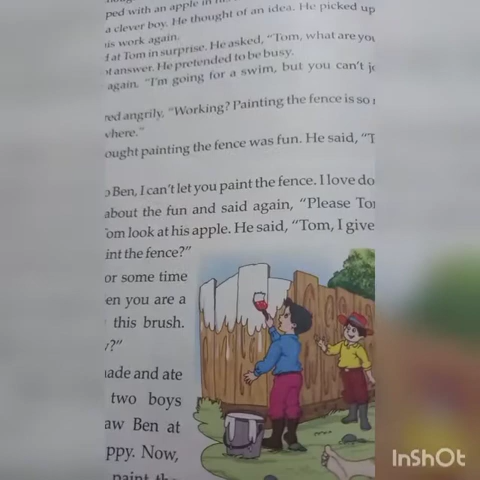 ped with an apple in
a clever boy. He thought of an idea. He picked up
is work again.
at Tom in surprise. He asked, "Tom, what are you
answer. He pretended to be busy.
again. "I'm going for a swim, but you can't
red angrily. "Working? Painting the fence is so
where."
ought painting the fence was fun. He said, "T
Ben, I can't let you paint the fence. I love do
about the fun and said again, "Please Tom
om look at his apple. He said, "Tom, I give
int the fence?"
or some time
en you are a
this brush.
?"
ade and ate
two boys
aw Ben at
ppy. Now,
paint the
InShOt